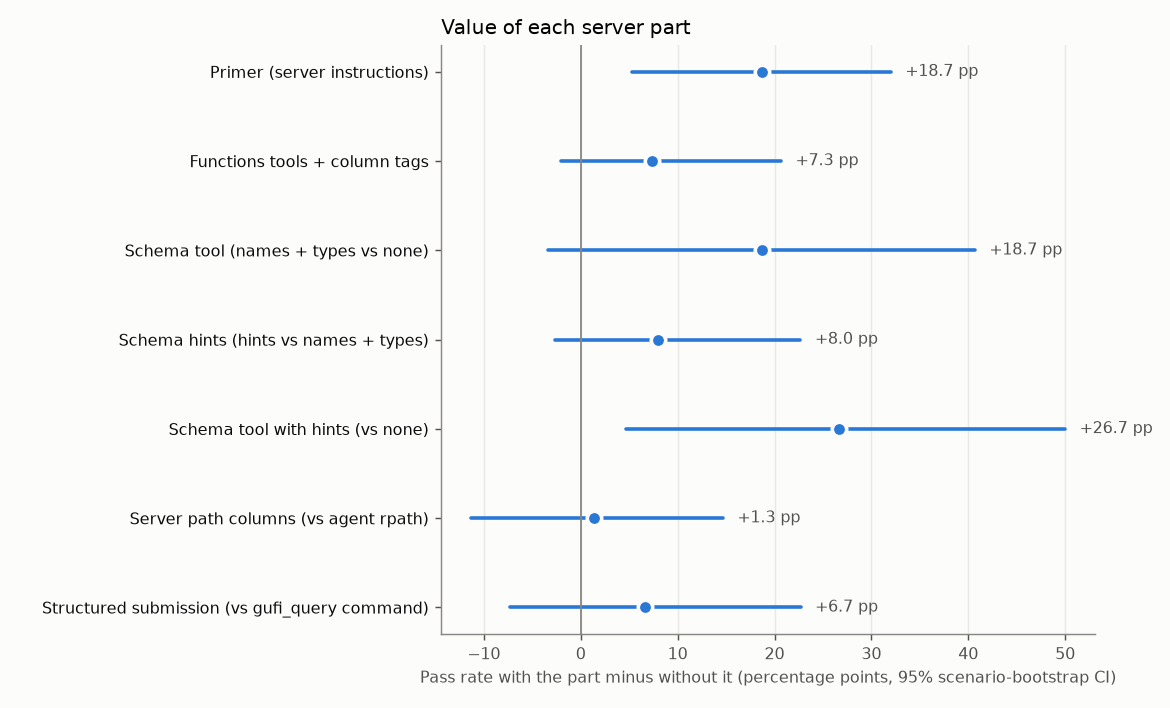 Value of each server part
Primer (server instructions)
+18.7 pp
Functions tools + column tags
+7.3 pp
Schema tool (names + types vs none)
+18.7 pp
Schema hints (hints vs names + types)
+8.0 pp
Schema tool with hints (vs none)
+26.7 pp
Server path columns (vs agent rpath)
+1.3 pp
Structured submission (vs gufi_query command)
+6.7 pp
−10 0 10 20 30 40 50
Pass rate with the part minus without it (percentage points, 95% scenario-bootstrap CI)